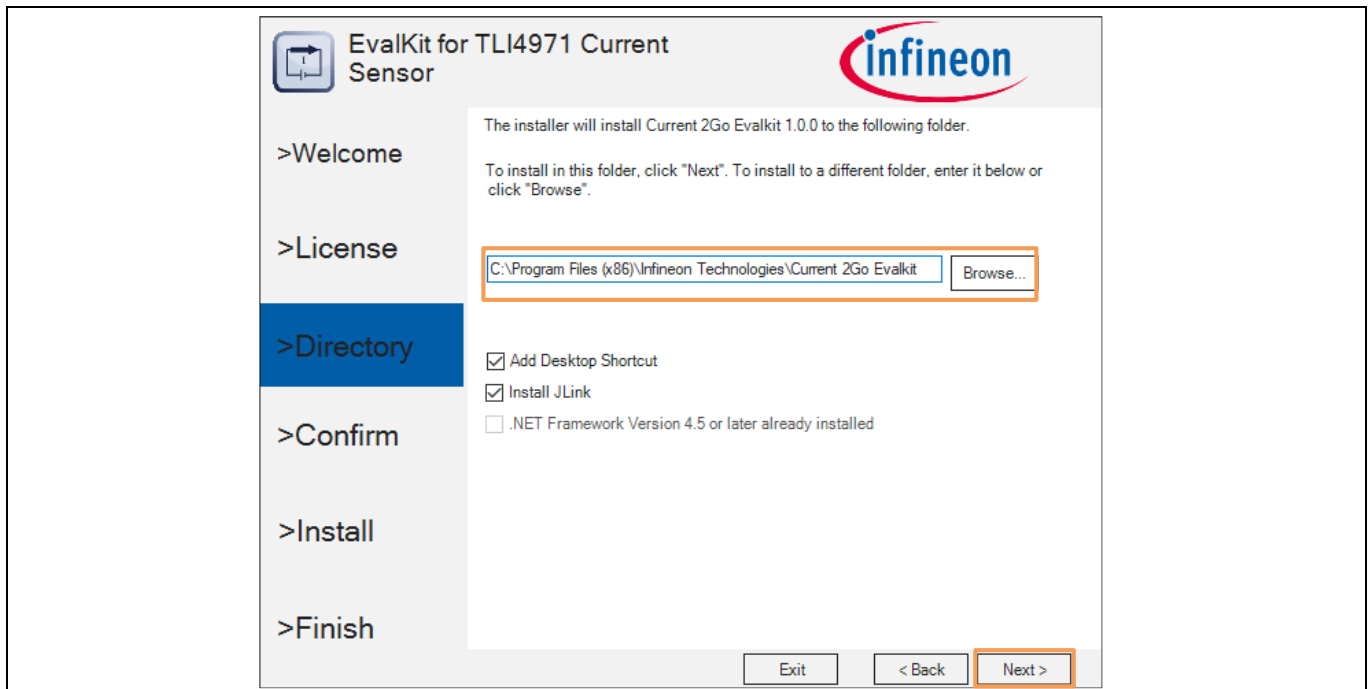 EvalKit for TLI4971 Current
Sensor
infineon
>Welcome
>License
>Directory
>Confirm
>Install
>Finish
The installer will install Current 2Go Evalkit 1.0.0 to the following folder.
To install in this folder, click "Next". To install to a different folder, enter it below or
click "Browse".
C:\Program Files (x86)\Infineon Technologies\Current 2Go Evalkit
Browse...
Add Desktop Shortcut
Install JLink
.NET Framework Version 4.5 or later already installed
Exit
< Back
Next >